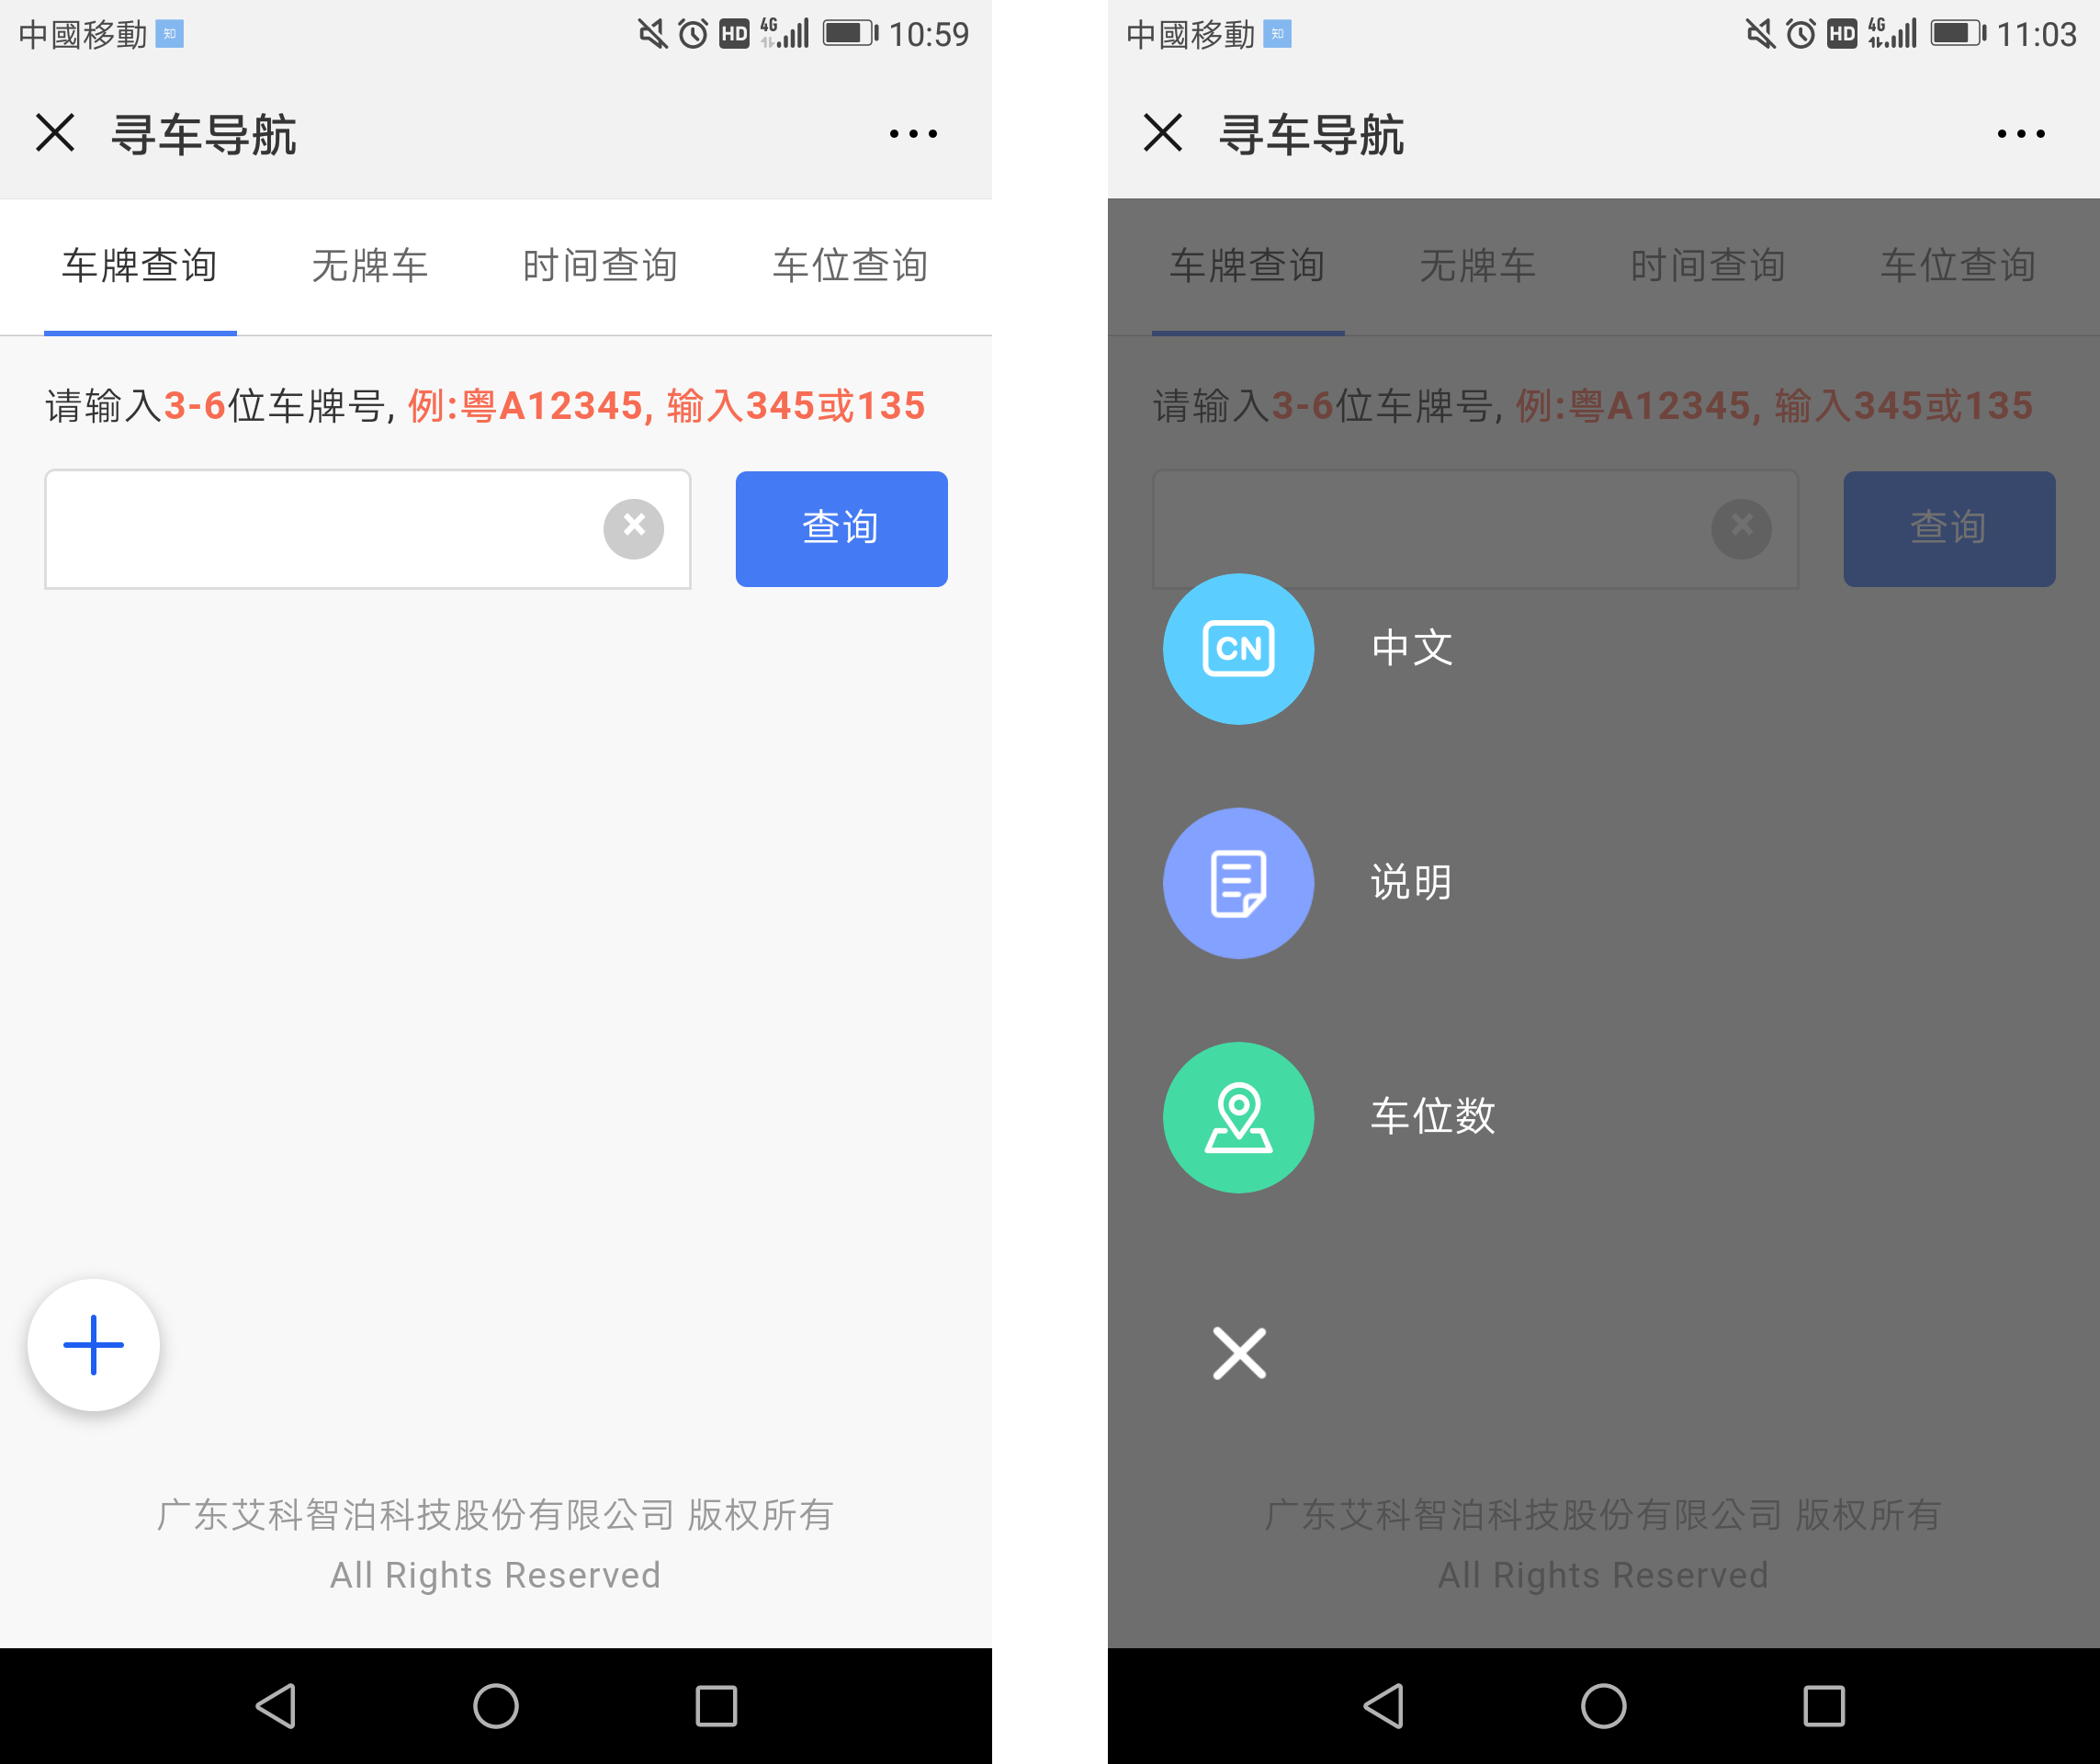 中國移動 知 HD 4G 10:59
寻车导航
车牌查询 无牌车 时间查询 车位查询
请输入3-6位车牌号, 例:粤A12345, 输入345或135
查询
广东艾科智泊科技股份有限公司 版权所有
All Rights Reserved
中國移動 知 HD 4G 11:03
寻车导航
车牌查询 无牌车 时间查询 车位查询
请输入3-6位车牌号, 例:粤A12345, 输入345或135
查询
CN 中文
说明
车位数
广东艾科智泊科技股份有限公司 版权所有
All Rights Reserved